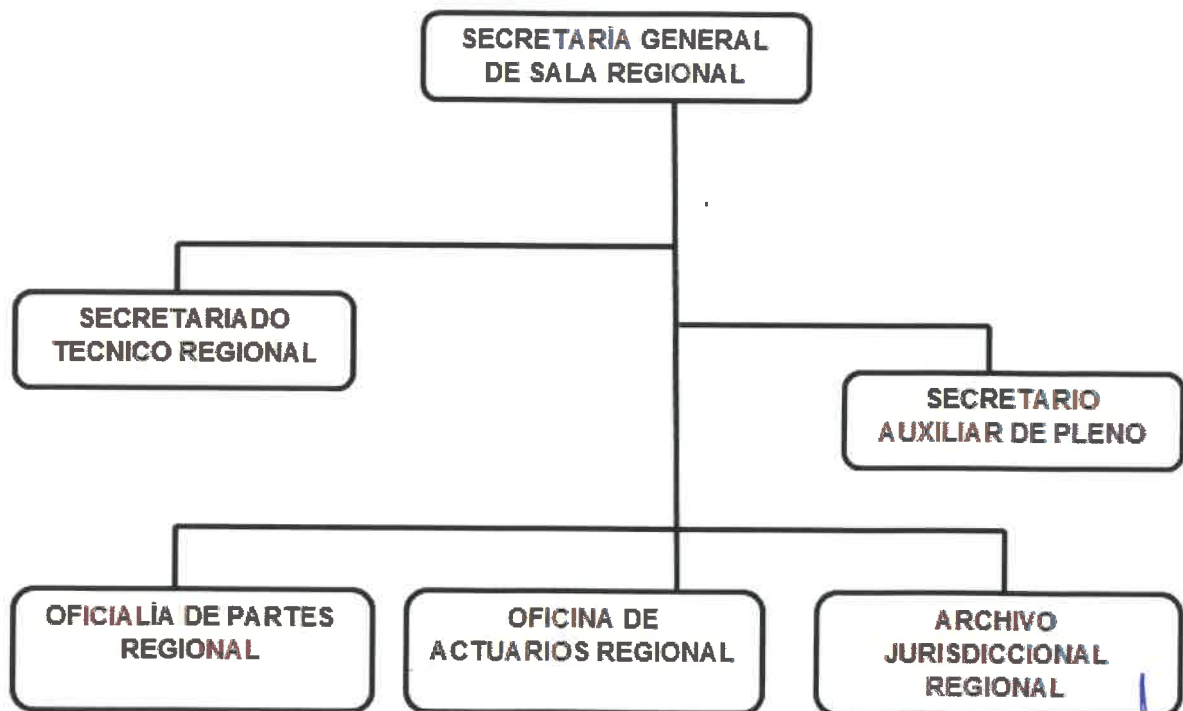 SECRETARÍA GENERAL
DE SALA REGIONAL
SECRETARIADO
TECNICO REGIONAL
SECRETARIO
AUXILIAR DE PLENO
OFICIALÍA DE PARTES
REGIONAL
OFICINA DE
ACTUARIOS REGIONAL
ARCHIVO
JURISDICCIONAL
REGIONAL